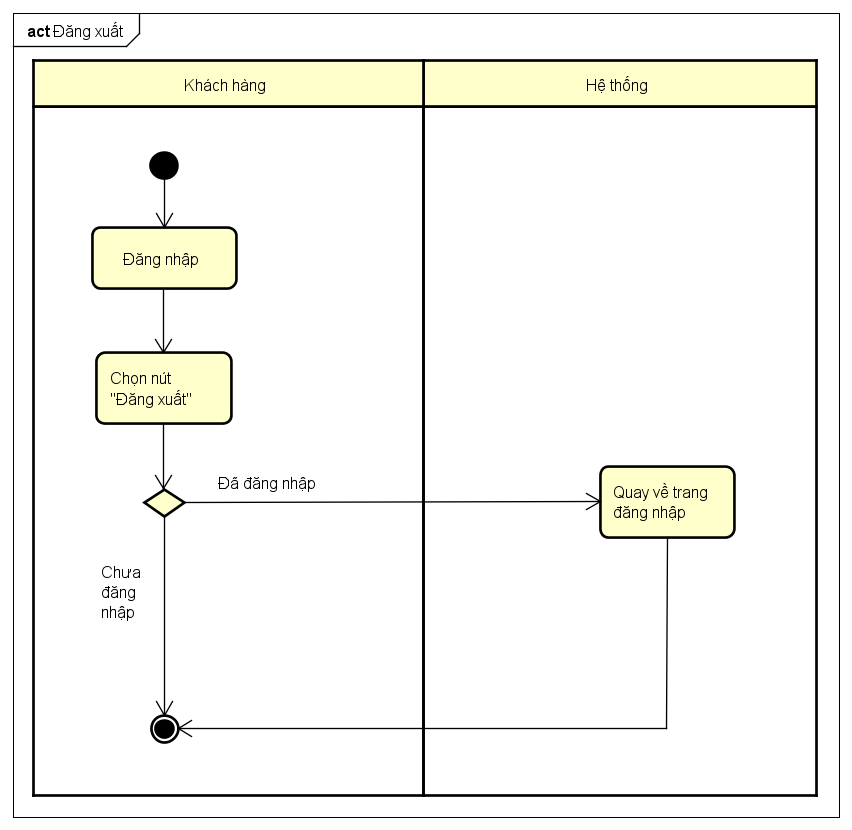 act Đăng xuất
Khách hàng
Hệ thống
Đăng nhập
Chọn nút
"Đăng xuất"
Đã đăng nhập
Quay về trang
đăng nhập
Chưa
đăng
nhập